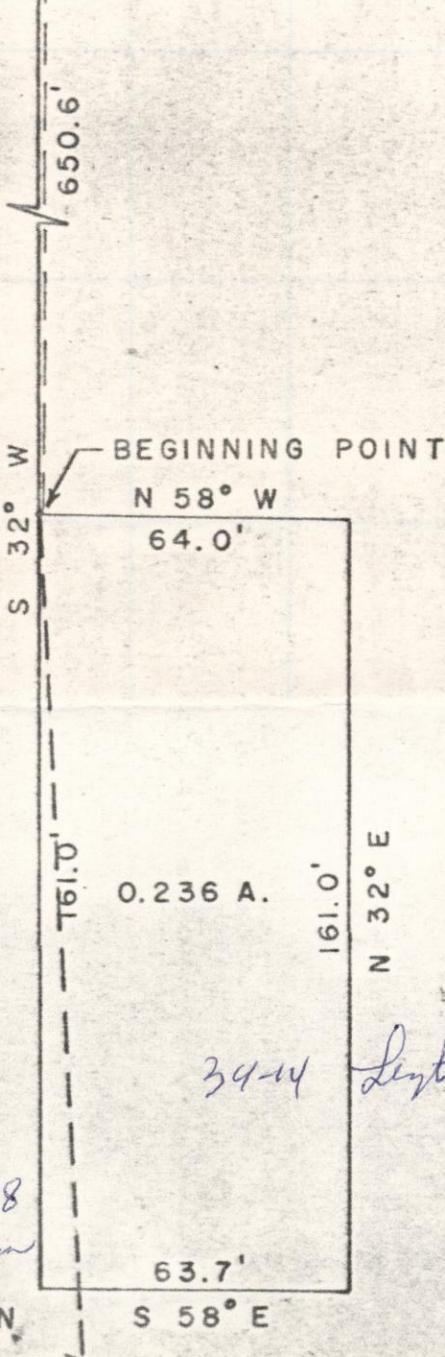 650.6'
S 32° W
BEGINNING POINT
N 58° W
64.0'
161.0'
0.236 A.
161.0'
N 32° E
34-14
8
63.7'
N
S 58° E